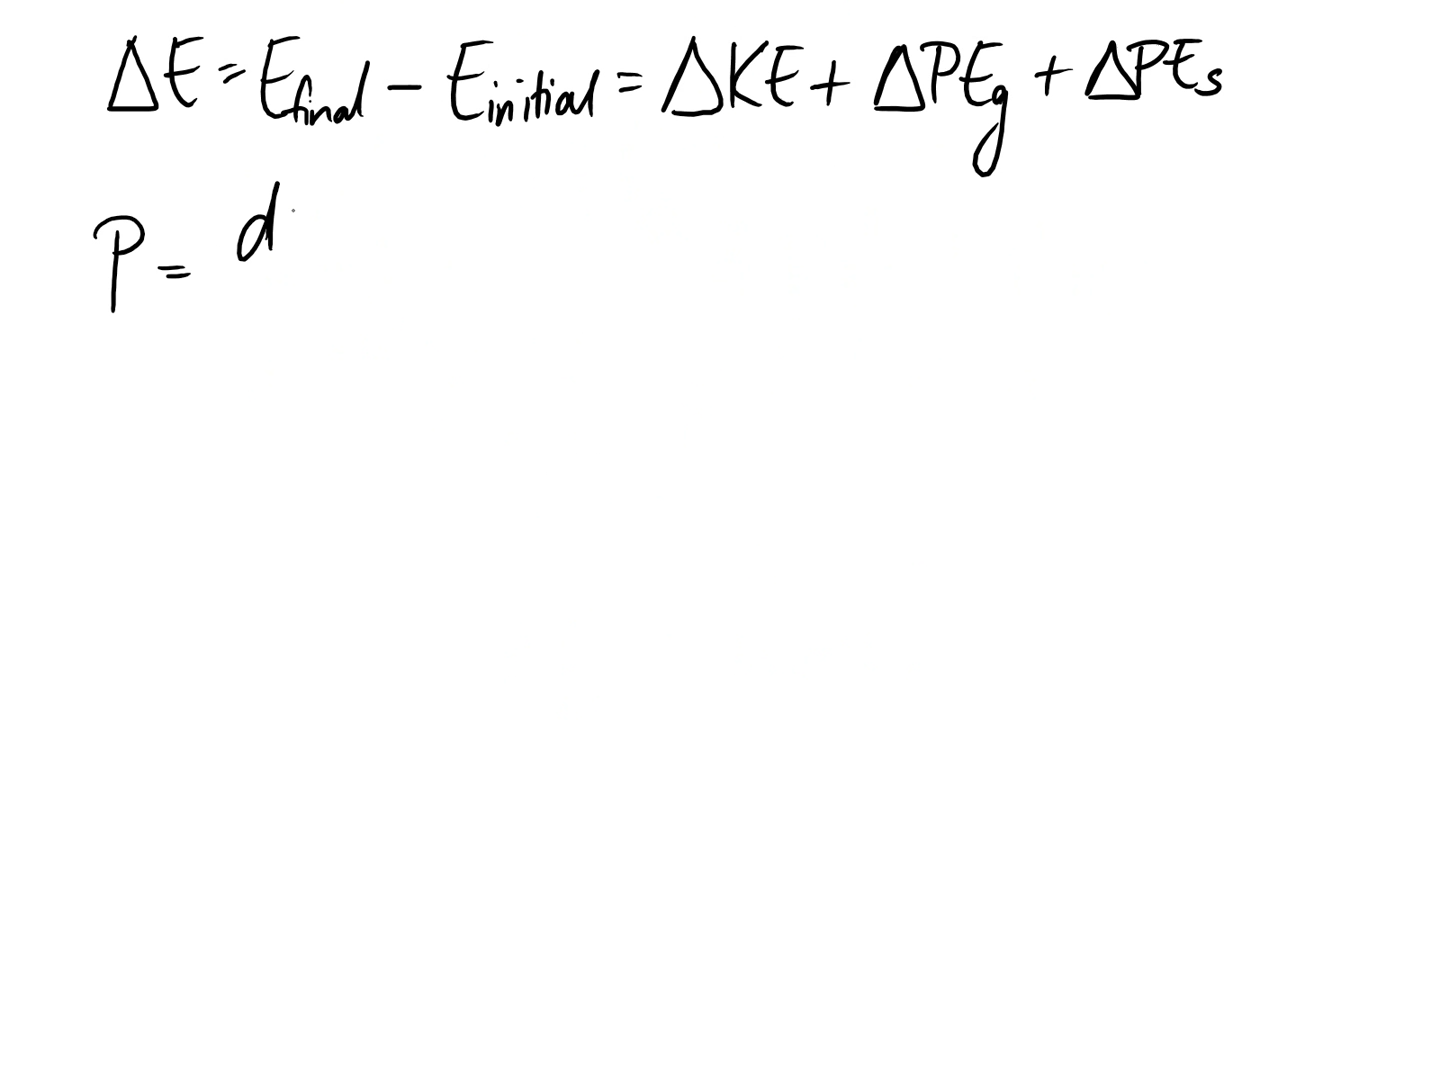 ΔE = E_final − E_initial = ΔKE + ΔPE_g + ΔPE_s
P = d